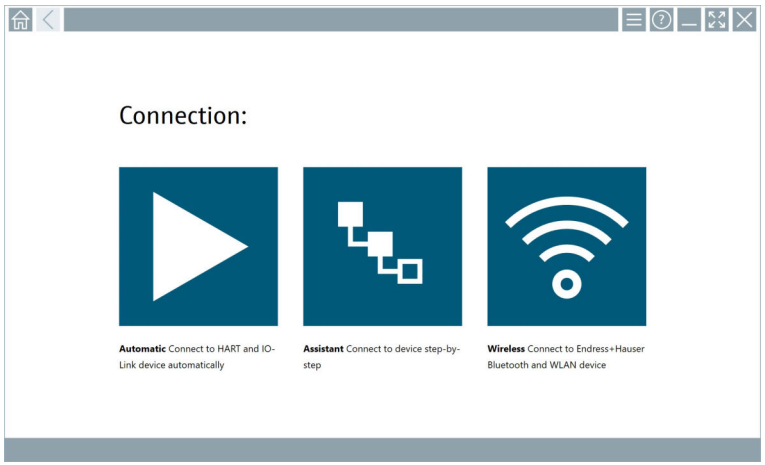 Connection:
Automatic Connect to HART and IO-
Link device automatically
Assistant Connect to device step-by-
step
Wireless Connect to Endress+Hauser
Bluetooth and WLAN device